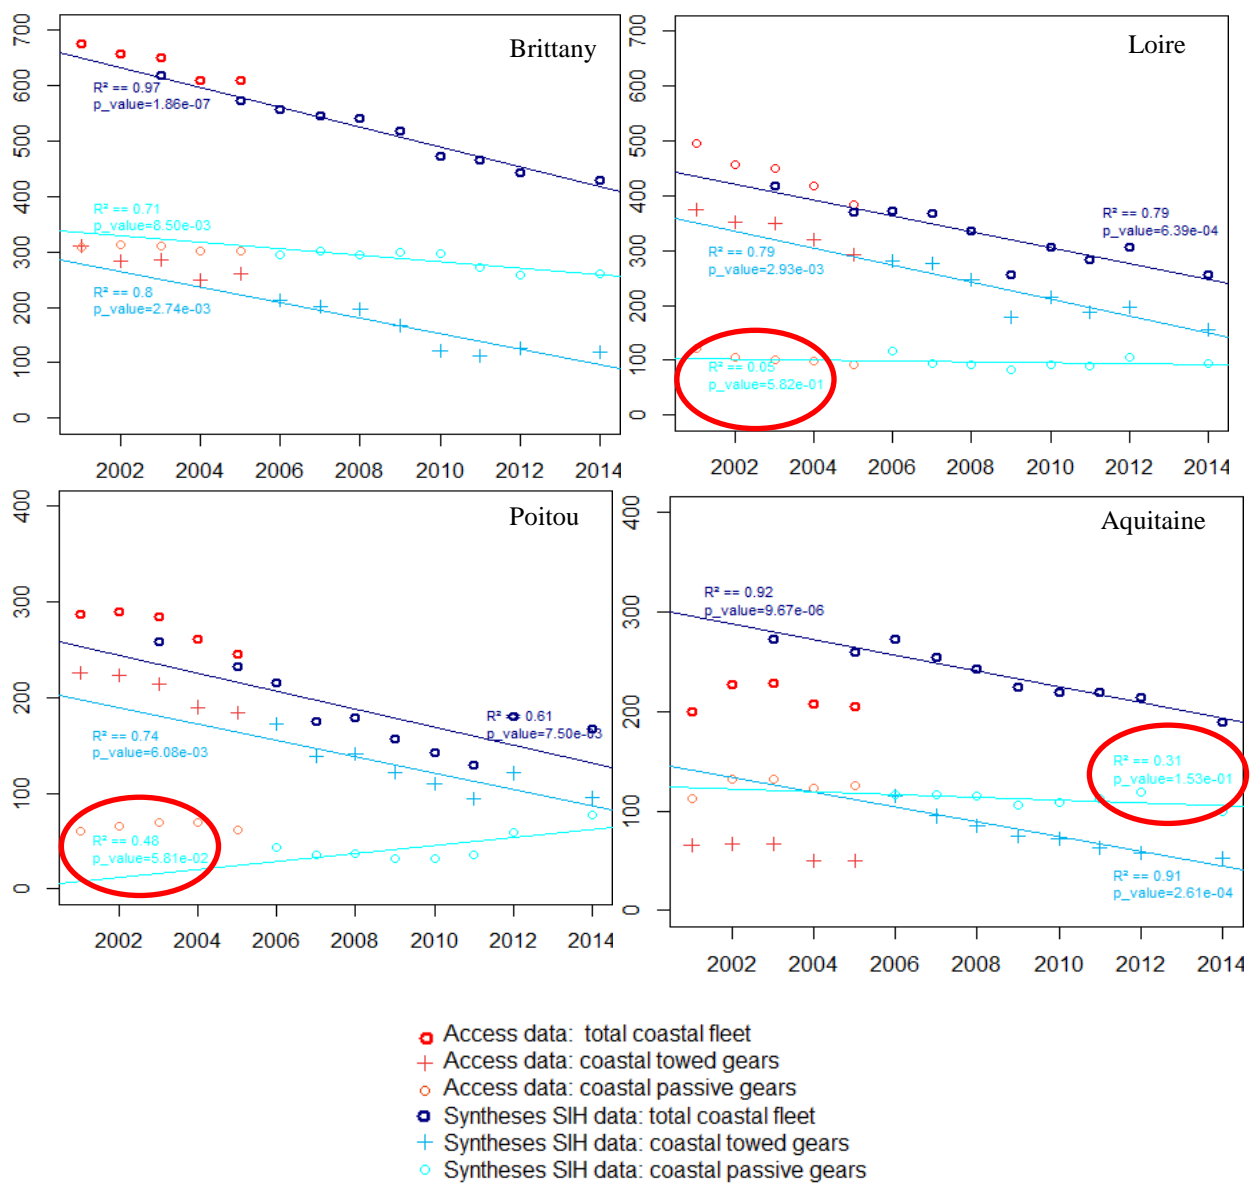 Brittany
700
600
500
400
300
200
100
0
R² == 0.97
p_value=1.86e-07
R² == 0.71
p_value=8.50e-03
R² == 0.8
p_value=2.74e-03
2002 2004 2006 2008 2010 2012 2014
Loire
700
600
500
400
300
200
100
0
R² == 0.79
p_value=6.39e-04
R² == 0.79
p_value=2.93e-03
R² == 0.05
p_value=5.82e-01
2002 2004 2006 2008 2010 2012 2014
Poitou
400
300
200
100
0
R² == 0.61
p_value=7.50e-03
R² == 0.74
p_value=6.08e-03
R² == 0.48
p_value=5.81e-02
2002 2004 2006 2008 2010 2012 2014
Aquitaine
400
300
200
100
0
R² == 0.92
p_value=9.67e-06
R² == 0.31
p_value=1.53e-01
R² == 0.91
p_value=2.61e-04
2002 2004 2006 2008 2010 2012 2014
Access data: total coastal fleet
Access data: coastal towed gears
Access data: coastal passive gears
Syntheses SIH data: total coastal fleet
Syntheses SIH data: coastal towed gears
Syntheses SIH data: coastal passive gears